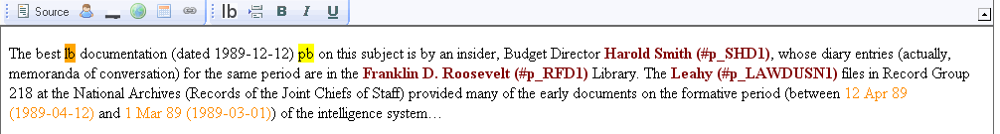 Source lb B I U
The best lb documentation (dated 1989-12-12) pb on this subject is by an insider, Budget Director Harold Smith (#p_SHD1), whose diary entries (actually,
memoranda of conversation) for the same period are in the Franklin D. Roosevelt (#p_RFD1) Library. The Leahy (#p_LAWDUSN1) files in Record Group
218 at the National Archives (Records of the Joint Chiefs of Staff) provided many of the early documents on the formative period (between 12 Apr 89
(1989-04-12) and 1 Mar 89 (1989-03-01)) of the intelligence system…